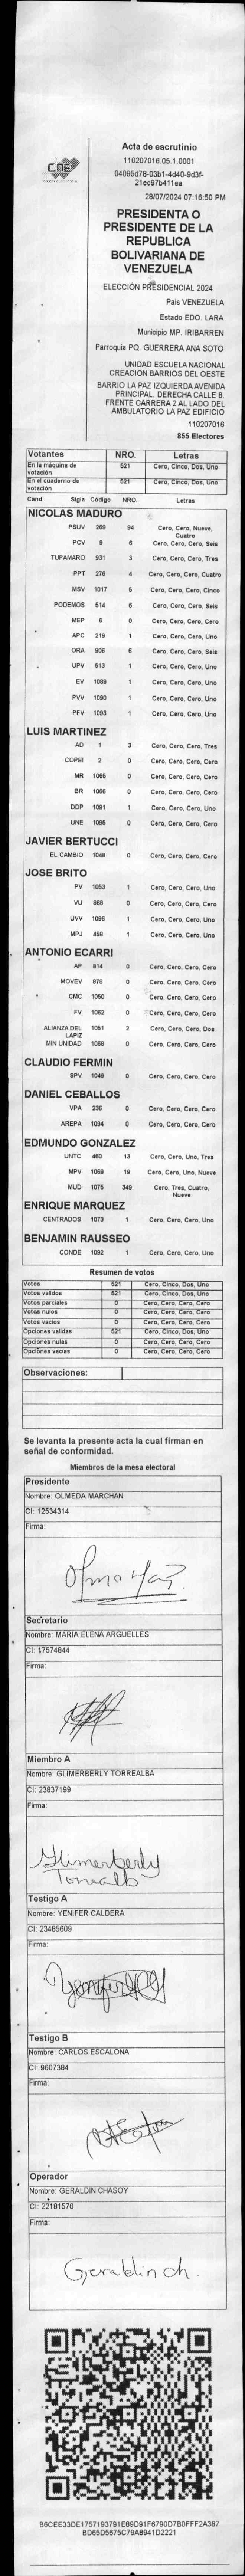 CNE
Acta de escrutinio
110207016.05.1.0001
04095d78-03b1-4d40-9d3f-
21ec97b411ea
28/07/2024 07:16:50 PM
PRESIDENTA O
PRESIDENTE DE LA
REPUBLICA
BOLIVARIANA DE
VENEZUELA
ELECCIÓN PRESIDENCIAL 2024
Pais VENEZUELA
Estado EDO. LARA
Municipio MP. IRIBARREN
Parroquia PQ. GUERRERA ANA SOTO
UNIDAD ESCUELA NACIONAL
CREACION BARRIOS DEL OESTE
BARRIO LA PAZ IZQUIERDA AVENIDA
PRINCIPAL. DERECHA CALLE 8.
FRENTE CARRERA 2 AL LADO DEL
AMBULATORIO LA PAZ EDIFICIO
110207016
855 Electores
Votantes NRO. Letras
En la máquina de votación 521 Cero, Cinco, Dos, Uno
En el cuaderno de votación 521 Cero, Cinco, Dos, Uno
Cand. Sigla Código NRO. Letras
NICOLAS MADURO
PSUV 269 94 Cero, Cero, Nueve, Cuatro
PCV 9 6 Cero, Cero, Cero, Seis
TUPAMARO 931 3 Cero, Cero, Cero, Tres
PPT 276 4 Cero, Cero, Cero, Cuatro
MSV 1017 5 Cero, Cero, Cero, Cinco
PODEMOS 514 6 Cero, Cero, Cero, Seis
MEP 6 0 Cero, Cero, Cero, Cero
APC 219 1 Cero, Cero, Cero, Uno
ORA 906 6 Cero, Cero, Cero, Seis
UPV 513 1 Cero, Cero, Cero, Uno
EV 1089 1 Cero, Cero, Cero, Uno
PVV 1090 1 Cero, Cero, Cero, Uno
PFV 1093 1 Cero, Cero, Cero, Uno
LUIS MARTINEZ
AD 1 3 Cero, Cero, Cero, Tres
COPEI 2 0 Cero, Cero, Cero, Cero
MR 1065 0 Cero, Cero, Cero, Cero
BR 1066 0 Cero, Cero, Cero, Cero
DDP 1091 1 Cero, Cero, Cero, Uno
UNE 1095 0 Cero, Cero, Cero, Cero
JAVIER BERTUCCI
EL CAMBIO 1048 0 Cero, Cero, Cero, Cero
JOSE BRITO
PV 1053 1 Cero, Cero, Cero, Uno
VU 868 0 Cero, Cero, Cero, Cero
UVV 1096 1 Cero, Cero, Cero, Uno
MPJ 458 1 Cero, Cero, Cero, Uno
ANTONIO ECARRI
AP 814 0 Cero, Cero, Cero, Cero
MOVEV 878 0 Cero, Cero, Cero, Cero
CMC 1050 0 Cero, Cero, Cero, Cero
FV 1062 0 Cero, Cero, Cero, Cero
ALIANZA DEL LAPIZ 1051 2 Cero, Cero, Cero, Dos
MIN UNIDAD 1068 0 Cero, Cero, Cero, Cero
CLAUDIO FERMIN
SPV 1049 0 Cero, Cero, Cero, Cero
DANIEL CEBALLOS
VPA 236 0 Cero, Cero, Cero, Cero
AREPA 1094 0 Cero, Cero, Cero, Cero
EDMUNDO GONZALEZ
UNTC 460 13 Cero, Cero, Uno, Tres
MPV 1069 19 Cero, Cero, Uno, Nueve
MUD 1075 349 Cero, Tres, Cuatro, Nueve
ENRIQUE MARQUEZ
CENTRADOS 1073 1 Cero, Cero, Cero, Uno
BENJAMIN RAUSSEO
CONDE 1092 1 Cero, Cero, Cero, Uno
Resumen de votos
Votos 521 Cero, Cinco, Dos, Uno
Votos validos 521 Cero, Cinco, Dos, Uno
Votos parciales 0 Cero, Cero, Cero, Cero
Votos nulos 0 Cero, Cero, Cero, Cero
Votos vacios 0 Cero, Cero, Cero, Cero
Opciones validas 521 Cero, Cinco, Dos, Uno
Opciones nulas 0 Cero, Cero, Cero, Cero
Opciones vacias 0 Cero, Cero, Cero, Cero
Observaciones:
Se levanta la presente acta la cual firman en
señal de conformidad.
Miembros de la mesa electoral
Presidente
Nombre: OLMEDA MARCHAN
CI: 12534314
Firma:
Secretario
Nombre: MARIA ELENA ARGUELLES
CI: 17574844
Firma:
Miembro A
Nombre: GLIMERBERLY TORREALBA
CI: 23837199
Firma:
Glimerberly
Torrealb
Testigo A
Nombre: YENIFER CALDERA
CI: 23485609
Firma:
Testigo B
Nombre: CARLOS ESCALONA
CI: 9607384
Firma:
Operador
Nombre: GERALDIN CHASOY
CI: 22181570
Firma:
Geraldin ch.
B6CEE33DE1757193791E89D91F6790D7B0FFF2A387
BD65D5675C79A8941D2221